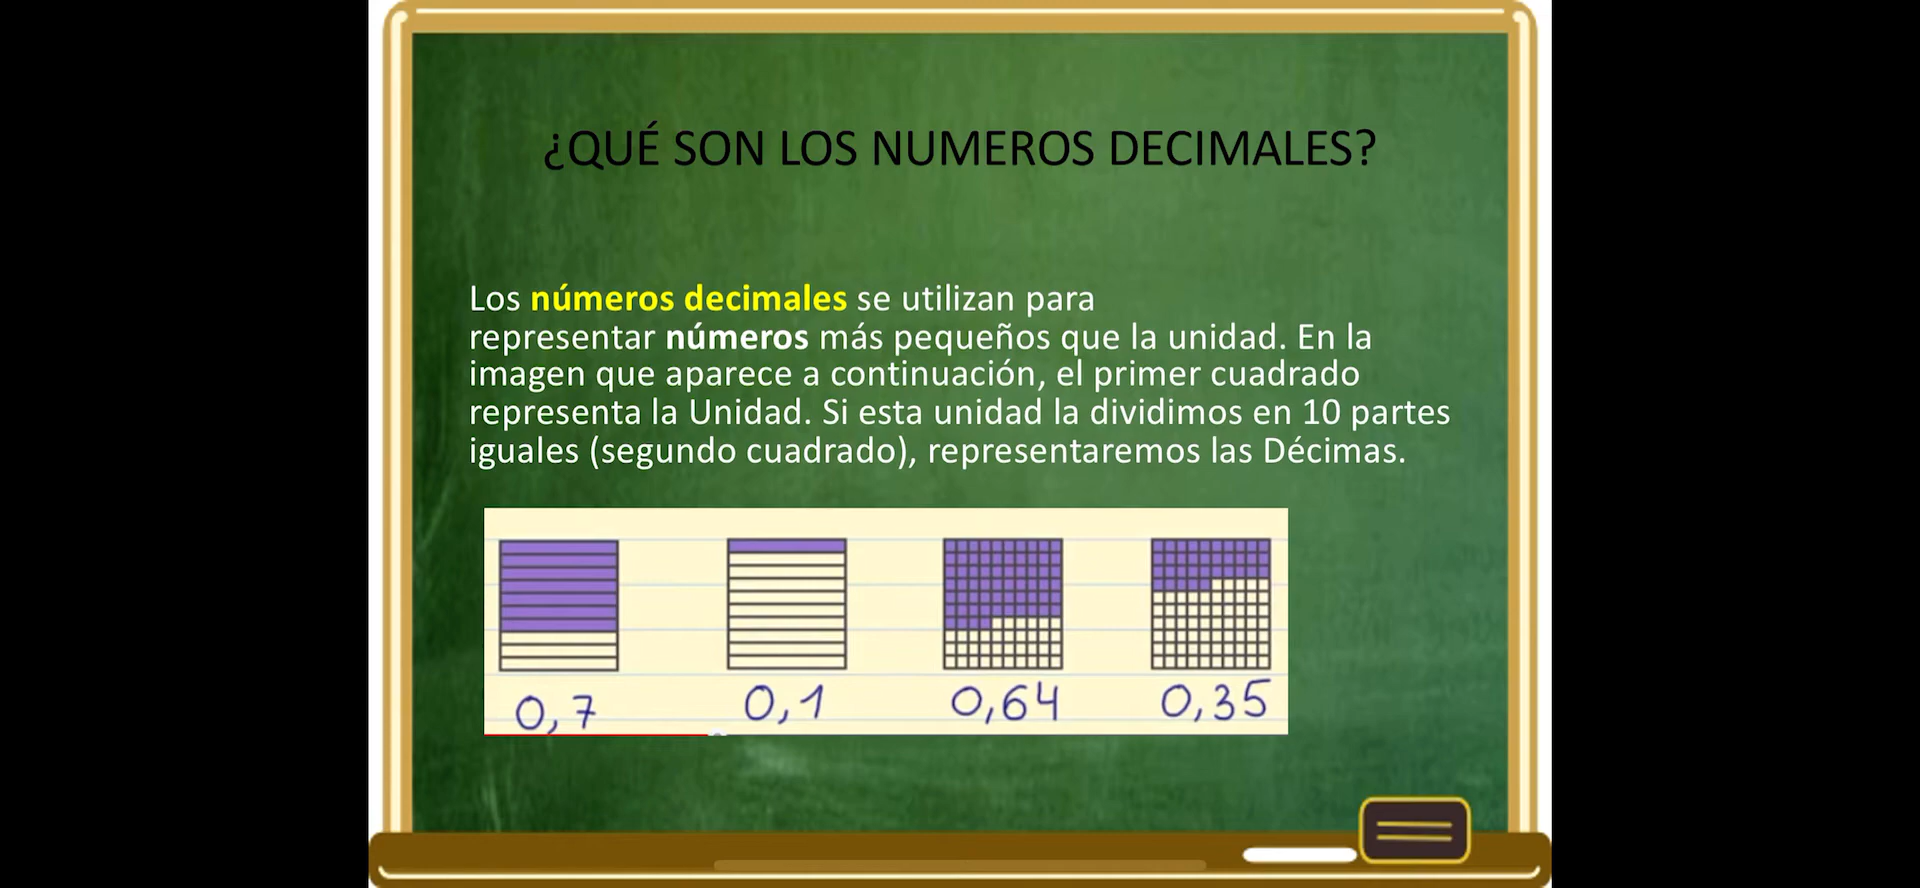 ¿QUÉ SON LOS NUMEROS DECIMALES?
Los números decimales se utilizan para
representar números más pequeños que la unidad. En la
imagen que aparece a continuación, el primer cuadrado
representa la Unidad. Si esta unidad la dividimos en 10 partes
iguales (segundo cuadrado), representaremos las Décimas.
0,7 0,1 0,64 0,35